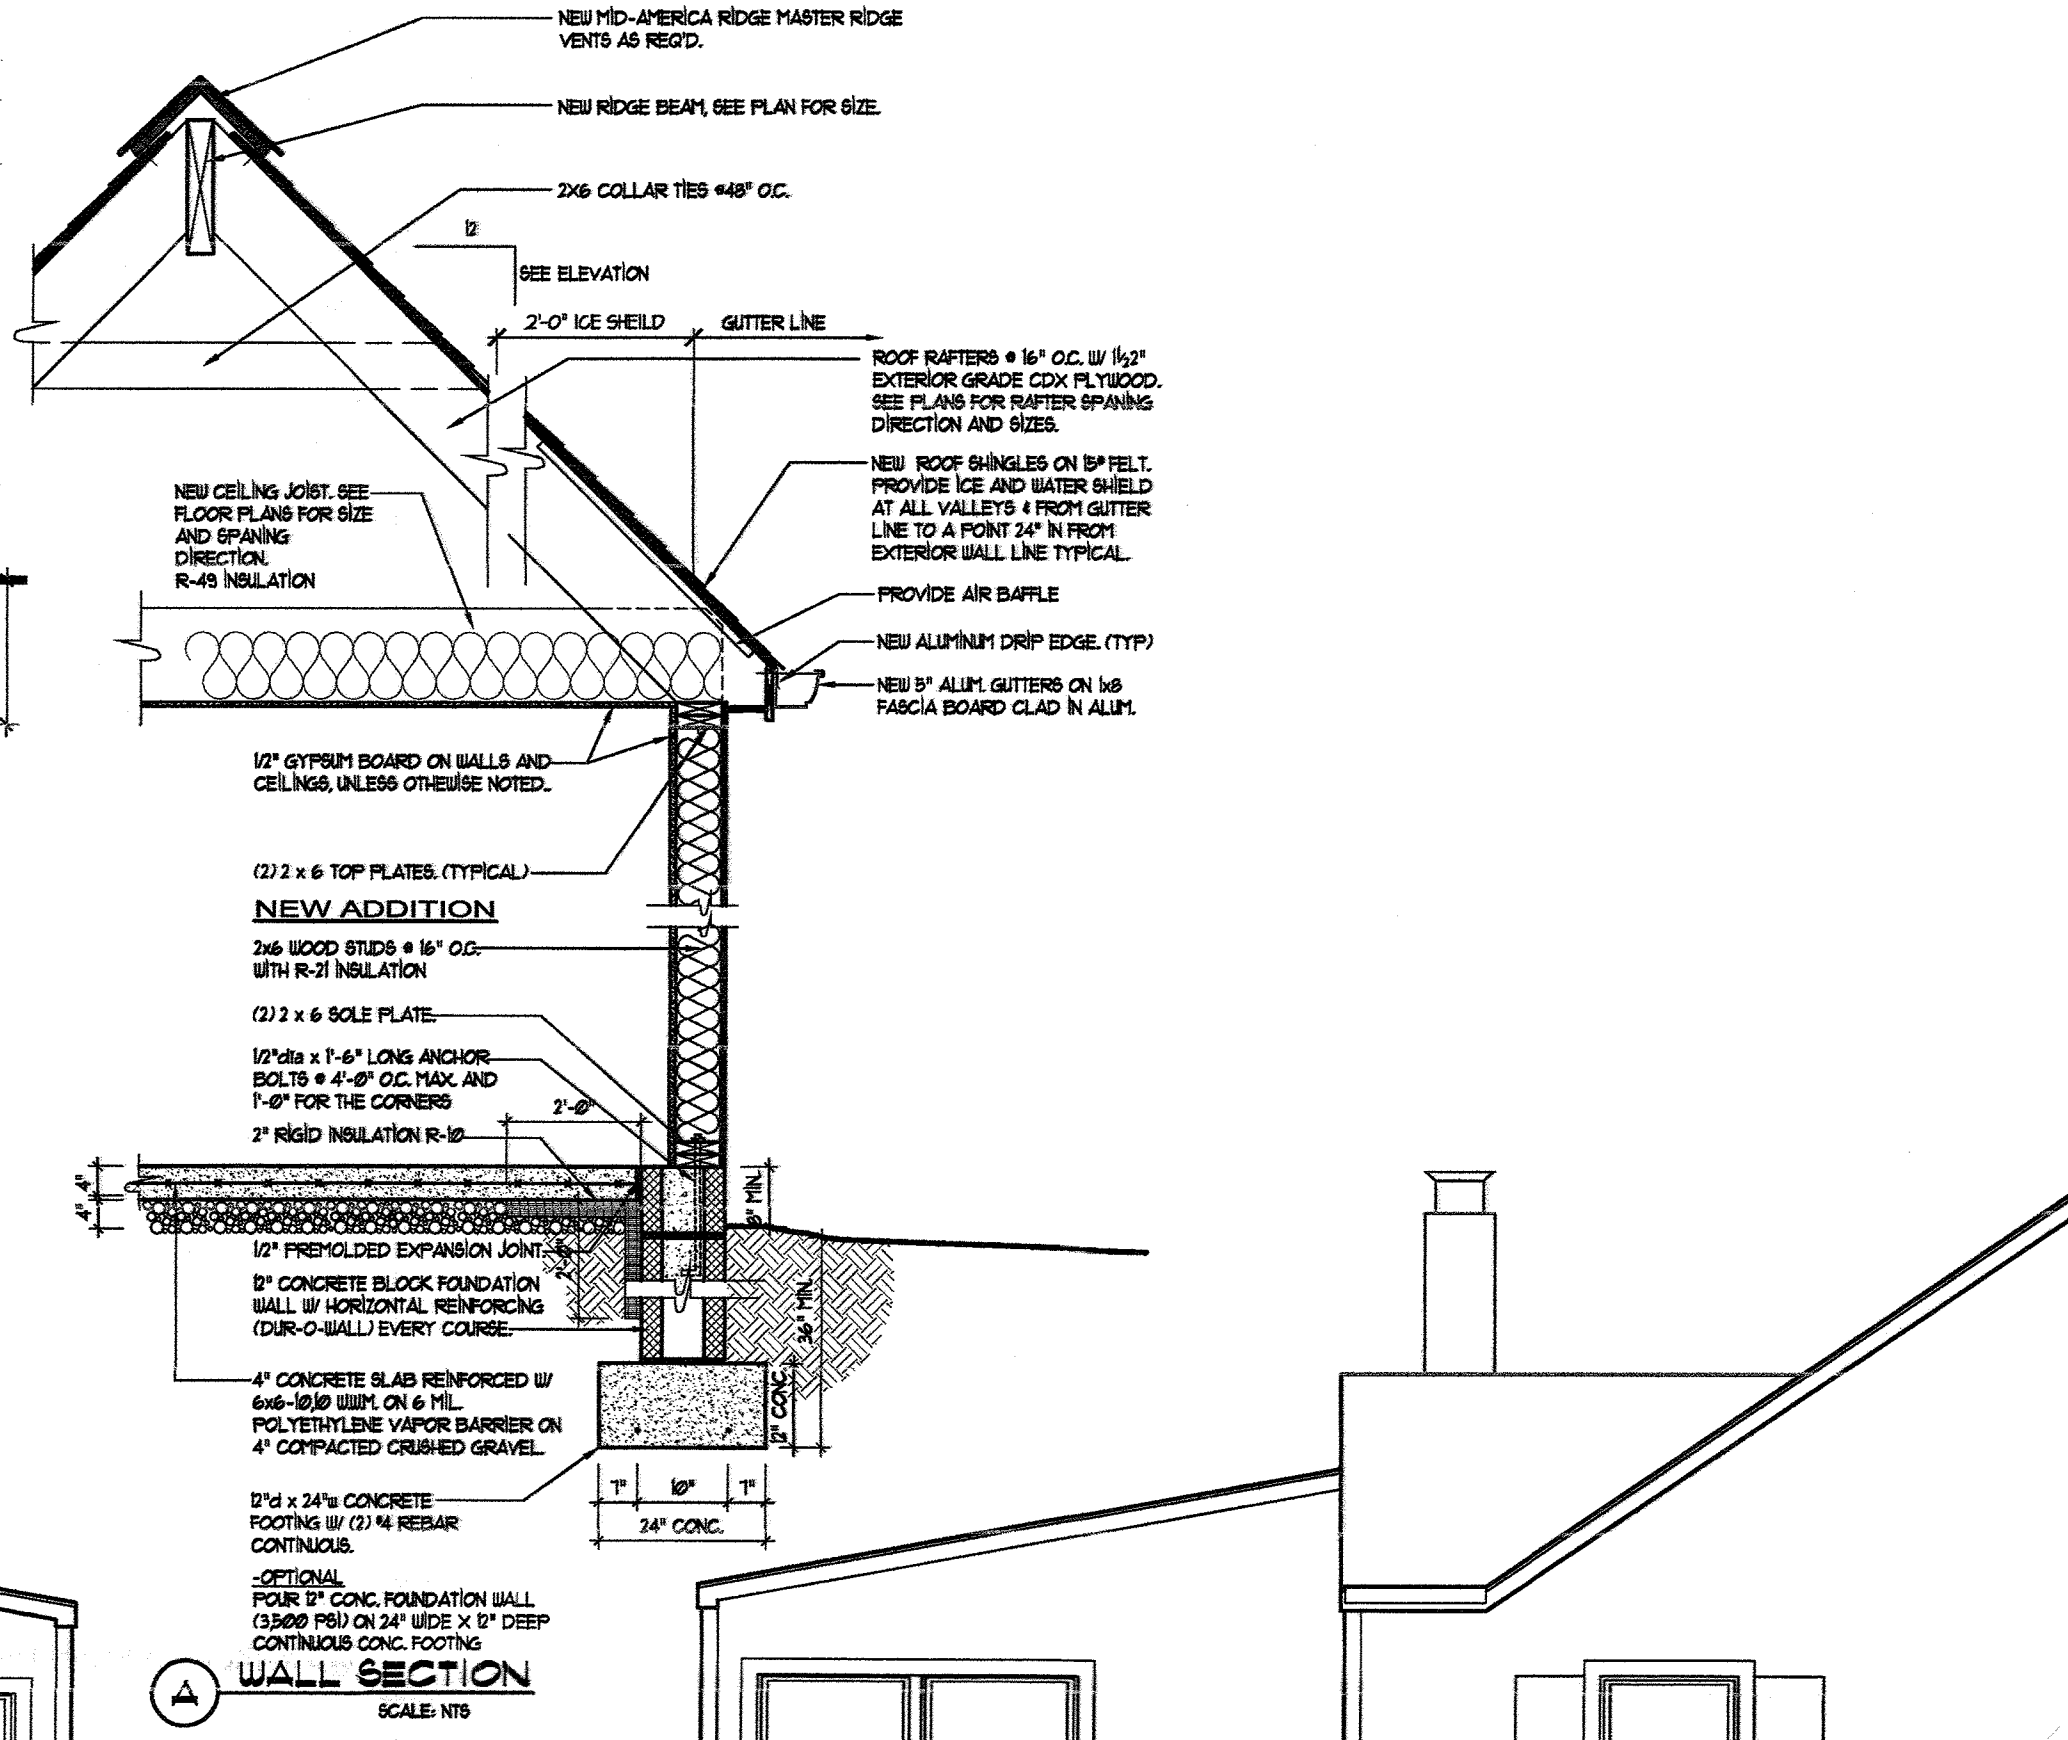 NEW MID-AMERICA RIDGE MASTER RIDGE
VENTS AS REQ'D.
NEW RIDGE BEAM, SEE PLAN FOR SIZE.
2X6 COLLAR TIES @48" O.C.
12
SEE ELEVATION
2'-0" ICE SHEILD
GUTTER LINE
ROOF RAFTERS @ 16" O.C. W/ 1 1/2"
EXTERIOR GRADE CDX PLYWOOD.
SEE PLANS FOR RAFTER SPANING
DIRECTION AND SIZES.
NEW ROOF SHINGLES ON 15# FELT.
PROVIDE ICE AND WATER SHIELD
AT ALL VALLEYS & FROM GUTTER
LINE TO A POINT 24" IN FROM
EXTERIOR WALL LINE TYPICAL.
NEW CEILING JOIST. SEE
FLOOR PLANS FOR SIZE
AND SPANING
DIRECTION.
R-49 INSULATION
PROVIDE AIR BAFFLE
NEW ALUMINUM DRIP EDGE. (TYP)
NEW 5" ALUM. GUTTERS ON 1x8
FASCIA BOARD CLAD IN ALUM.
1/2" GYPSUM BOARD ON WALLS AND
CEILINGS, UNLESS OTHEWISE NOTED.
(2) 2 x 6 TOP PLATES. (TYPICAL)
NEW ADDITION
2x6 WOOD STUDS @ 16" O.C.
WITH R-21 INSULATION
(2) 2 x 6 SOLE PLATE.
1/2"dia x 1'-6" LONG ANCHOR
BOLTS @ 4'-0" O.C. MAX. AND
1'-0" FOR THE CORNERS
2'-0"
2" RIGID INSULATION R-10
4"
4"
8" MIN.
1/2" PREMOLDED EXPANSION JOINT.
2'-0"
12" CONCRETE BLOCK FOUNDATION
WALL W/ HORIZONTAL REINFORCING
(DUR-O-WALL) EVERY COURSE.
36" MIN.
4" CONCRETE SLAB REINFORCED W/
6x6-10,10 WWM. ON 6 MIL.
POLYETHYLENE VAPOR BARRIER ON
4" COMPACTED CRUSHED GRAVEL.
12" CONC.
12"d x 24"w CONCRETE
FOOTING W/ (2) #4 REBAR
CONTINUOUS.
7"
10"
7"
24" CONC.
-OPTIONAL
POUR 12" CONC. FOUNDATION WALL
(3,500 PSI) ON 24" WIDE X 12" DEEP
CONTINUOUS CONC. FOOTING
A
WALL SECTION
SCALE: NTS